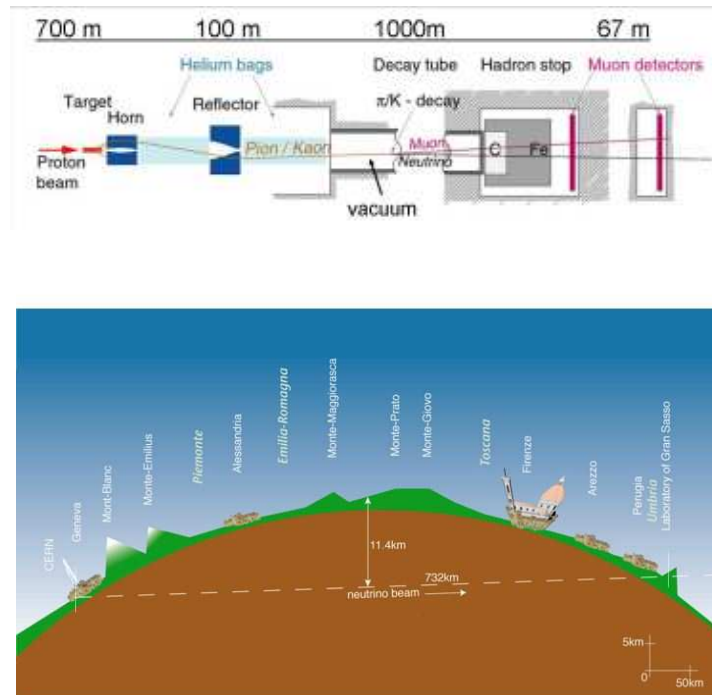 700 m 100 m 1000m 67 m
Helium bags Decay tube Hadron stop Muon detectors
Target
Horn Reflector π/K - decay
Proton
beam
Pion / Kaon
Muon
Neutrino
C Fe
vacuum
CERN
Geneva
Mont-Blanc
Monte-Emilius
Piemonte
Alessandria
Emilia-Romagna
Monte-Maggiorasca
Monte-Prato
Monte-Giovo
Toscana
Firenze
Arezzo
Perugia
Umbria
Laboratory of Gran Sasso
11.4km
732km
neutrino beam
5km
0
50km